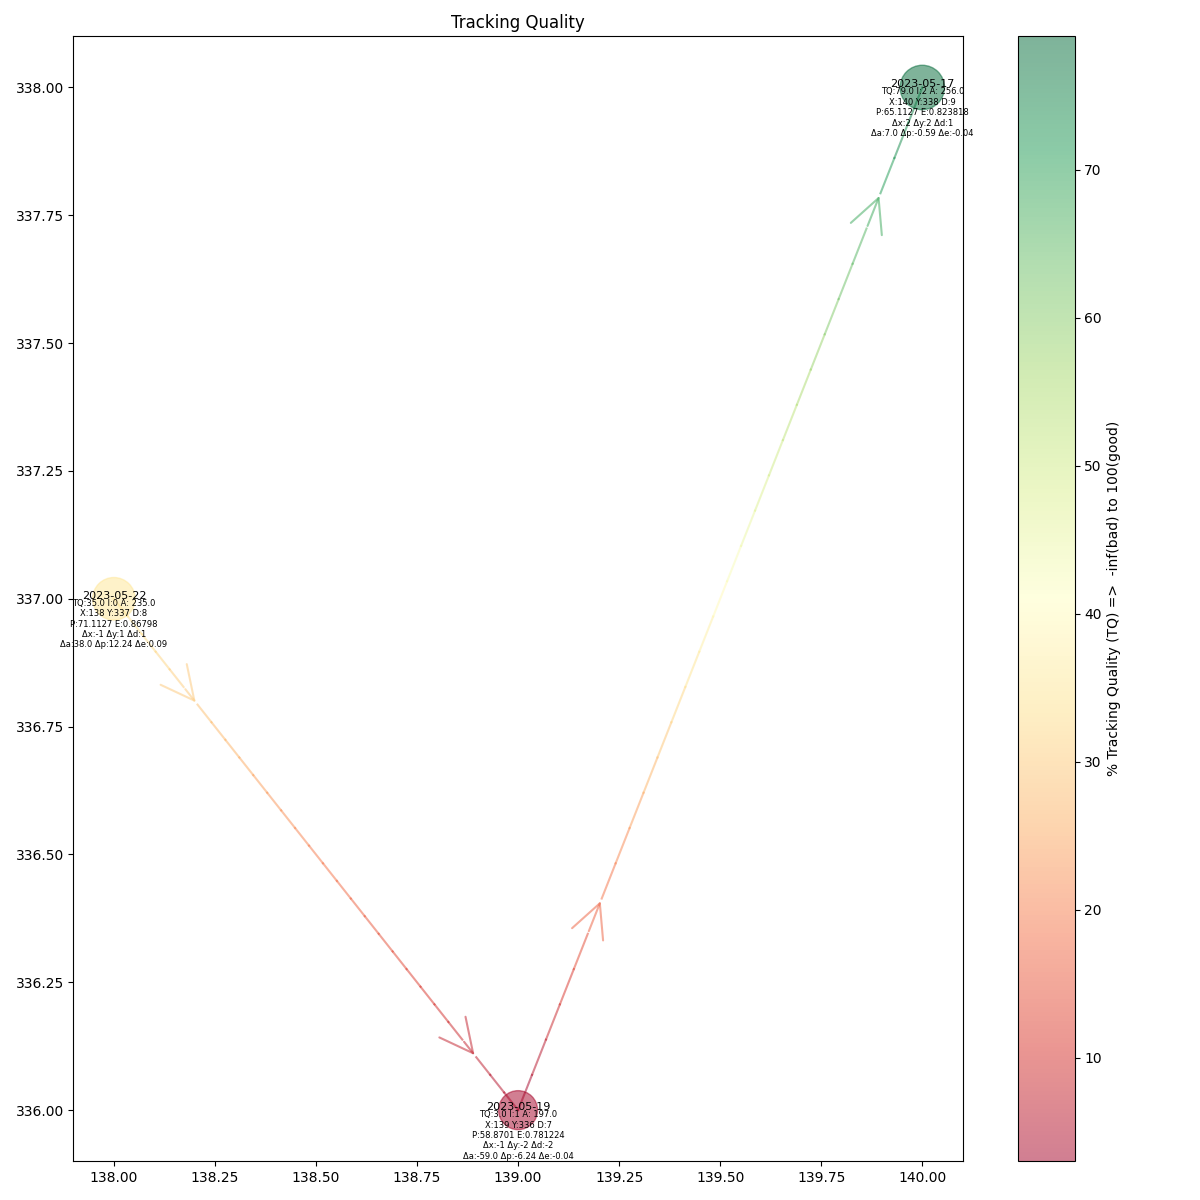 Tracking Quality
338.00
337.75
337.50
337.25
337.00
336.75
336.50
336.25
336.00
2023-05-17
TQ:79.0 I:2 A: 256.0
X:140 Y:338 D:9
P:65.1127 E:0.823818
Δx:2 Δy:2 Δd:1
Δa:7.0 Δp:-0.59 Δe:-0.04
2023-05-22
TQ:35.0 I:0 A: 235.0
X:138 Y:337 D:8
P:71.1127 E:0.86798
Δx:-1 Δy:1 Δd:1
Δa:38.0 Δp:12.24 Δe:0.09
2023-05-19
TQ:3.0 I:1 A: 197.0
X:139 Y:336 D:7
P:58.8701 E:0.781224
Δx:-1 Δy:-2 Δd:-2
Δa:-59.0 Δp:-6.24 Δe:-0.04
138.00 138.25 138.50 138.75 139.00 139.25 139.50 139.75 140.00
70
60
50
40
30
20
10
% Tracking Quality (TQ) => -inf(bad) to 100(good)